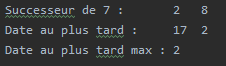 Successeur de 7 : 2 8
Date au plus tard : 17 2
Date au plus tard max : 2